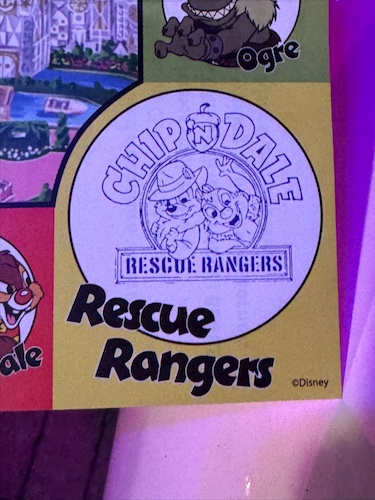 Ogre
CHIP 'N DALE
RESCUE RANGERS
Rescue
Rangers
ale
©Disney